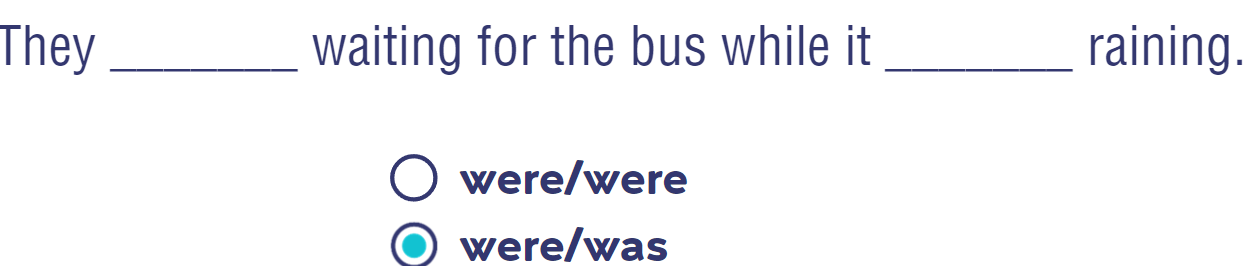 They _______ waiting for the bus while it _______ raining.
were/were
were/was